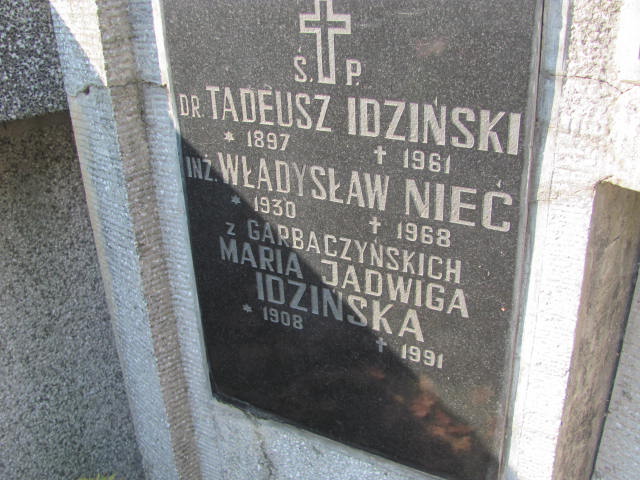 Ś. P.
DR TADEUSZ IDZIŃSKI
* 1897 † 1961
INŻ. WŁADYSŁAW NIEĆ
* 1930 † 1968
z GARBACZYŃSKICH
MARIA JADWIGA
IDZIŃSKA
* 1908 † 1991